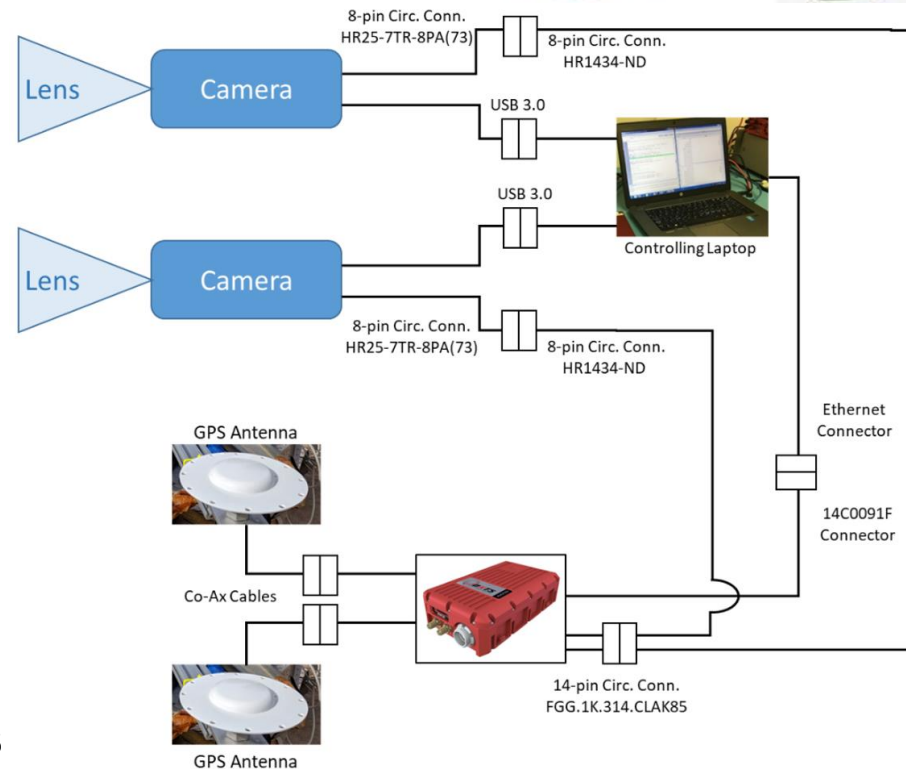 8-pin Circ. Conn.
HR25-7TR-8PA(73)
8-pin Circ. Conn.
HR1434-ND
Lens
Camera
USB 3.0
USB 3.0
Controlling Laptop
Lens
Camera
8-pin Circ. Conn.
HR25-7TR-8PA(73)
8-pin Circ. Conn.
HR1434-ND
Ethernet
Connector
GPS Antenna
14C0091F
Connector
Co-Ax Cables
14-pin Circ. Conn.
FGG.1K.314.CLAK85
GPS Antenna